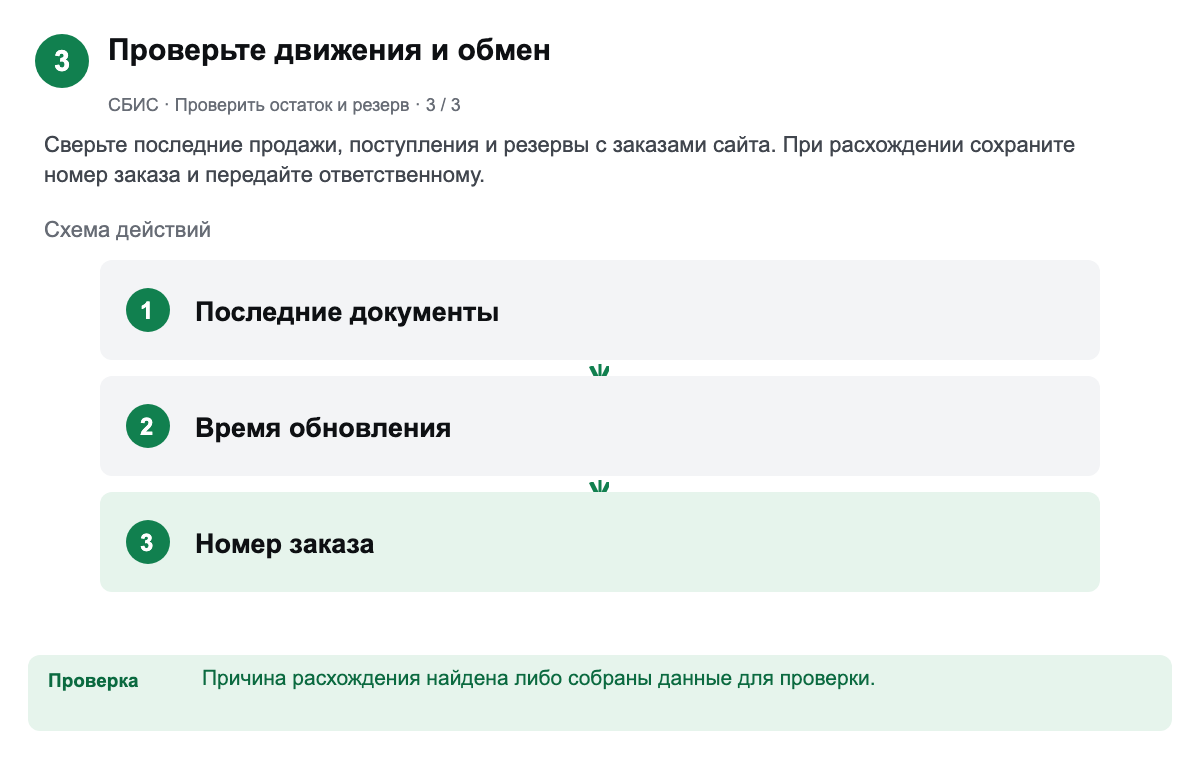 3
Проверьте движения и обмен
СБИС · Проверить остаток и резерв · 3 / 3
Сверьте последние продажи, поступления и резервы с заказами сайта. При расхождении сохраните
номер заказа и передайте ответственному.
Схема действий
1 Последние документы
2 Время обновления
3 Номер заказа
Проверка Причина расхождения найдена либо собраны данные для проверки.